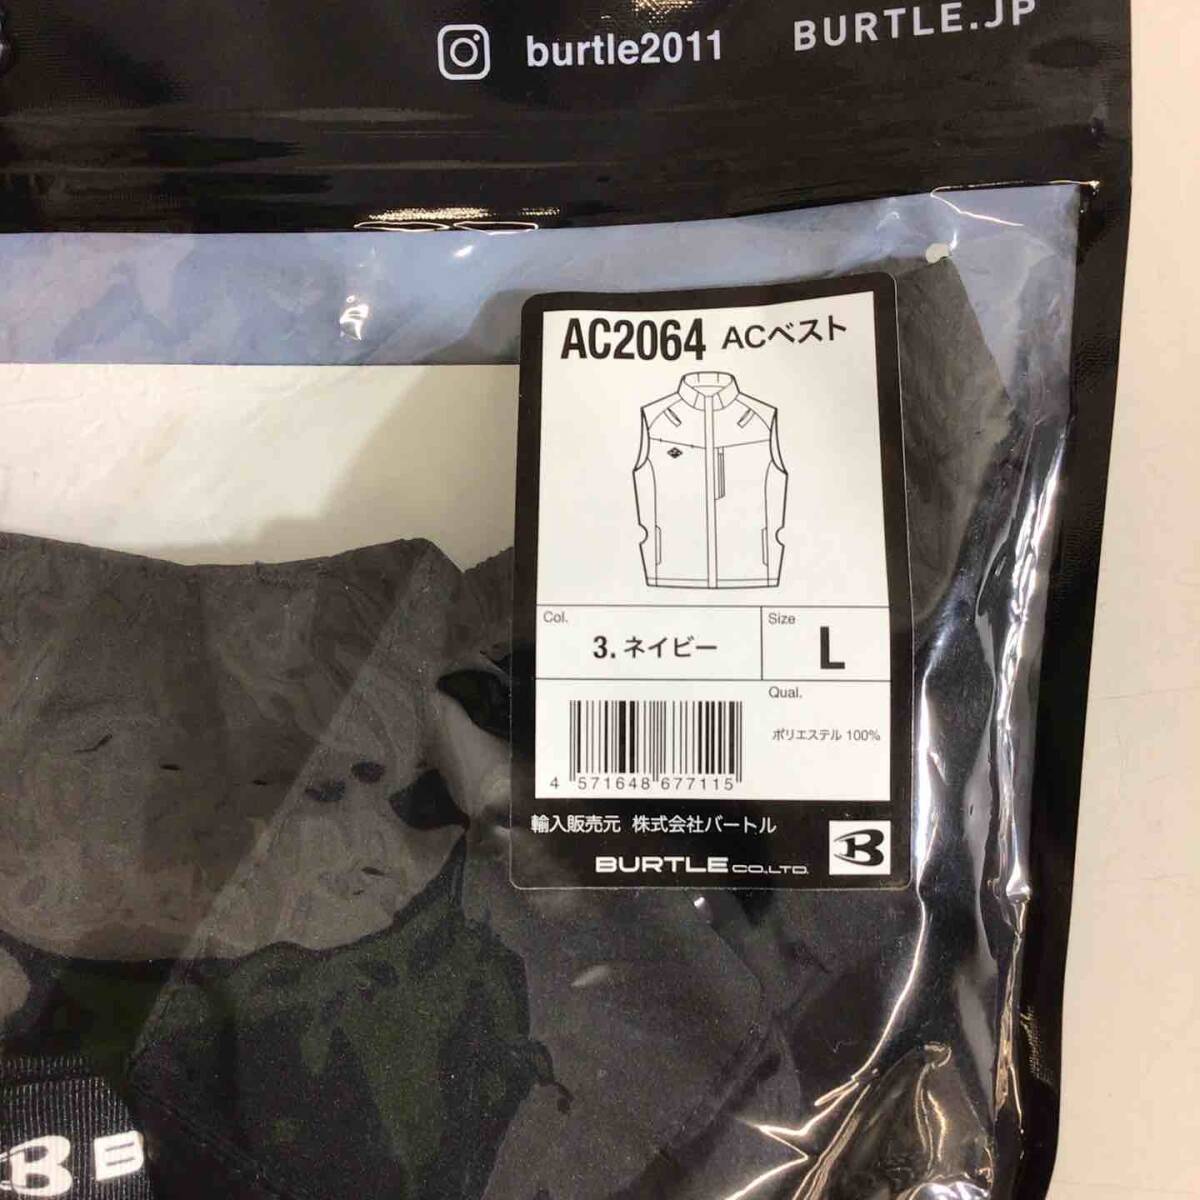 burtle2011 BURTLE.JP
AC2064 ACベスト
Col.
3. ネイビー
Size
L
Qual.
ポリエステル 100%
4 571648 677115
輸入販売元 株式会社バートル
BURTLE CO.,LTD.
B
B B